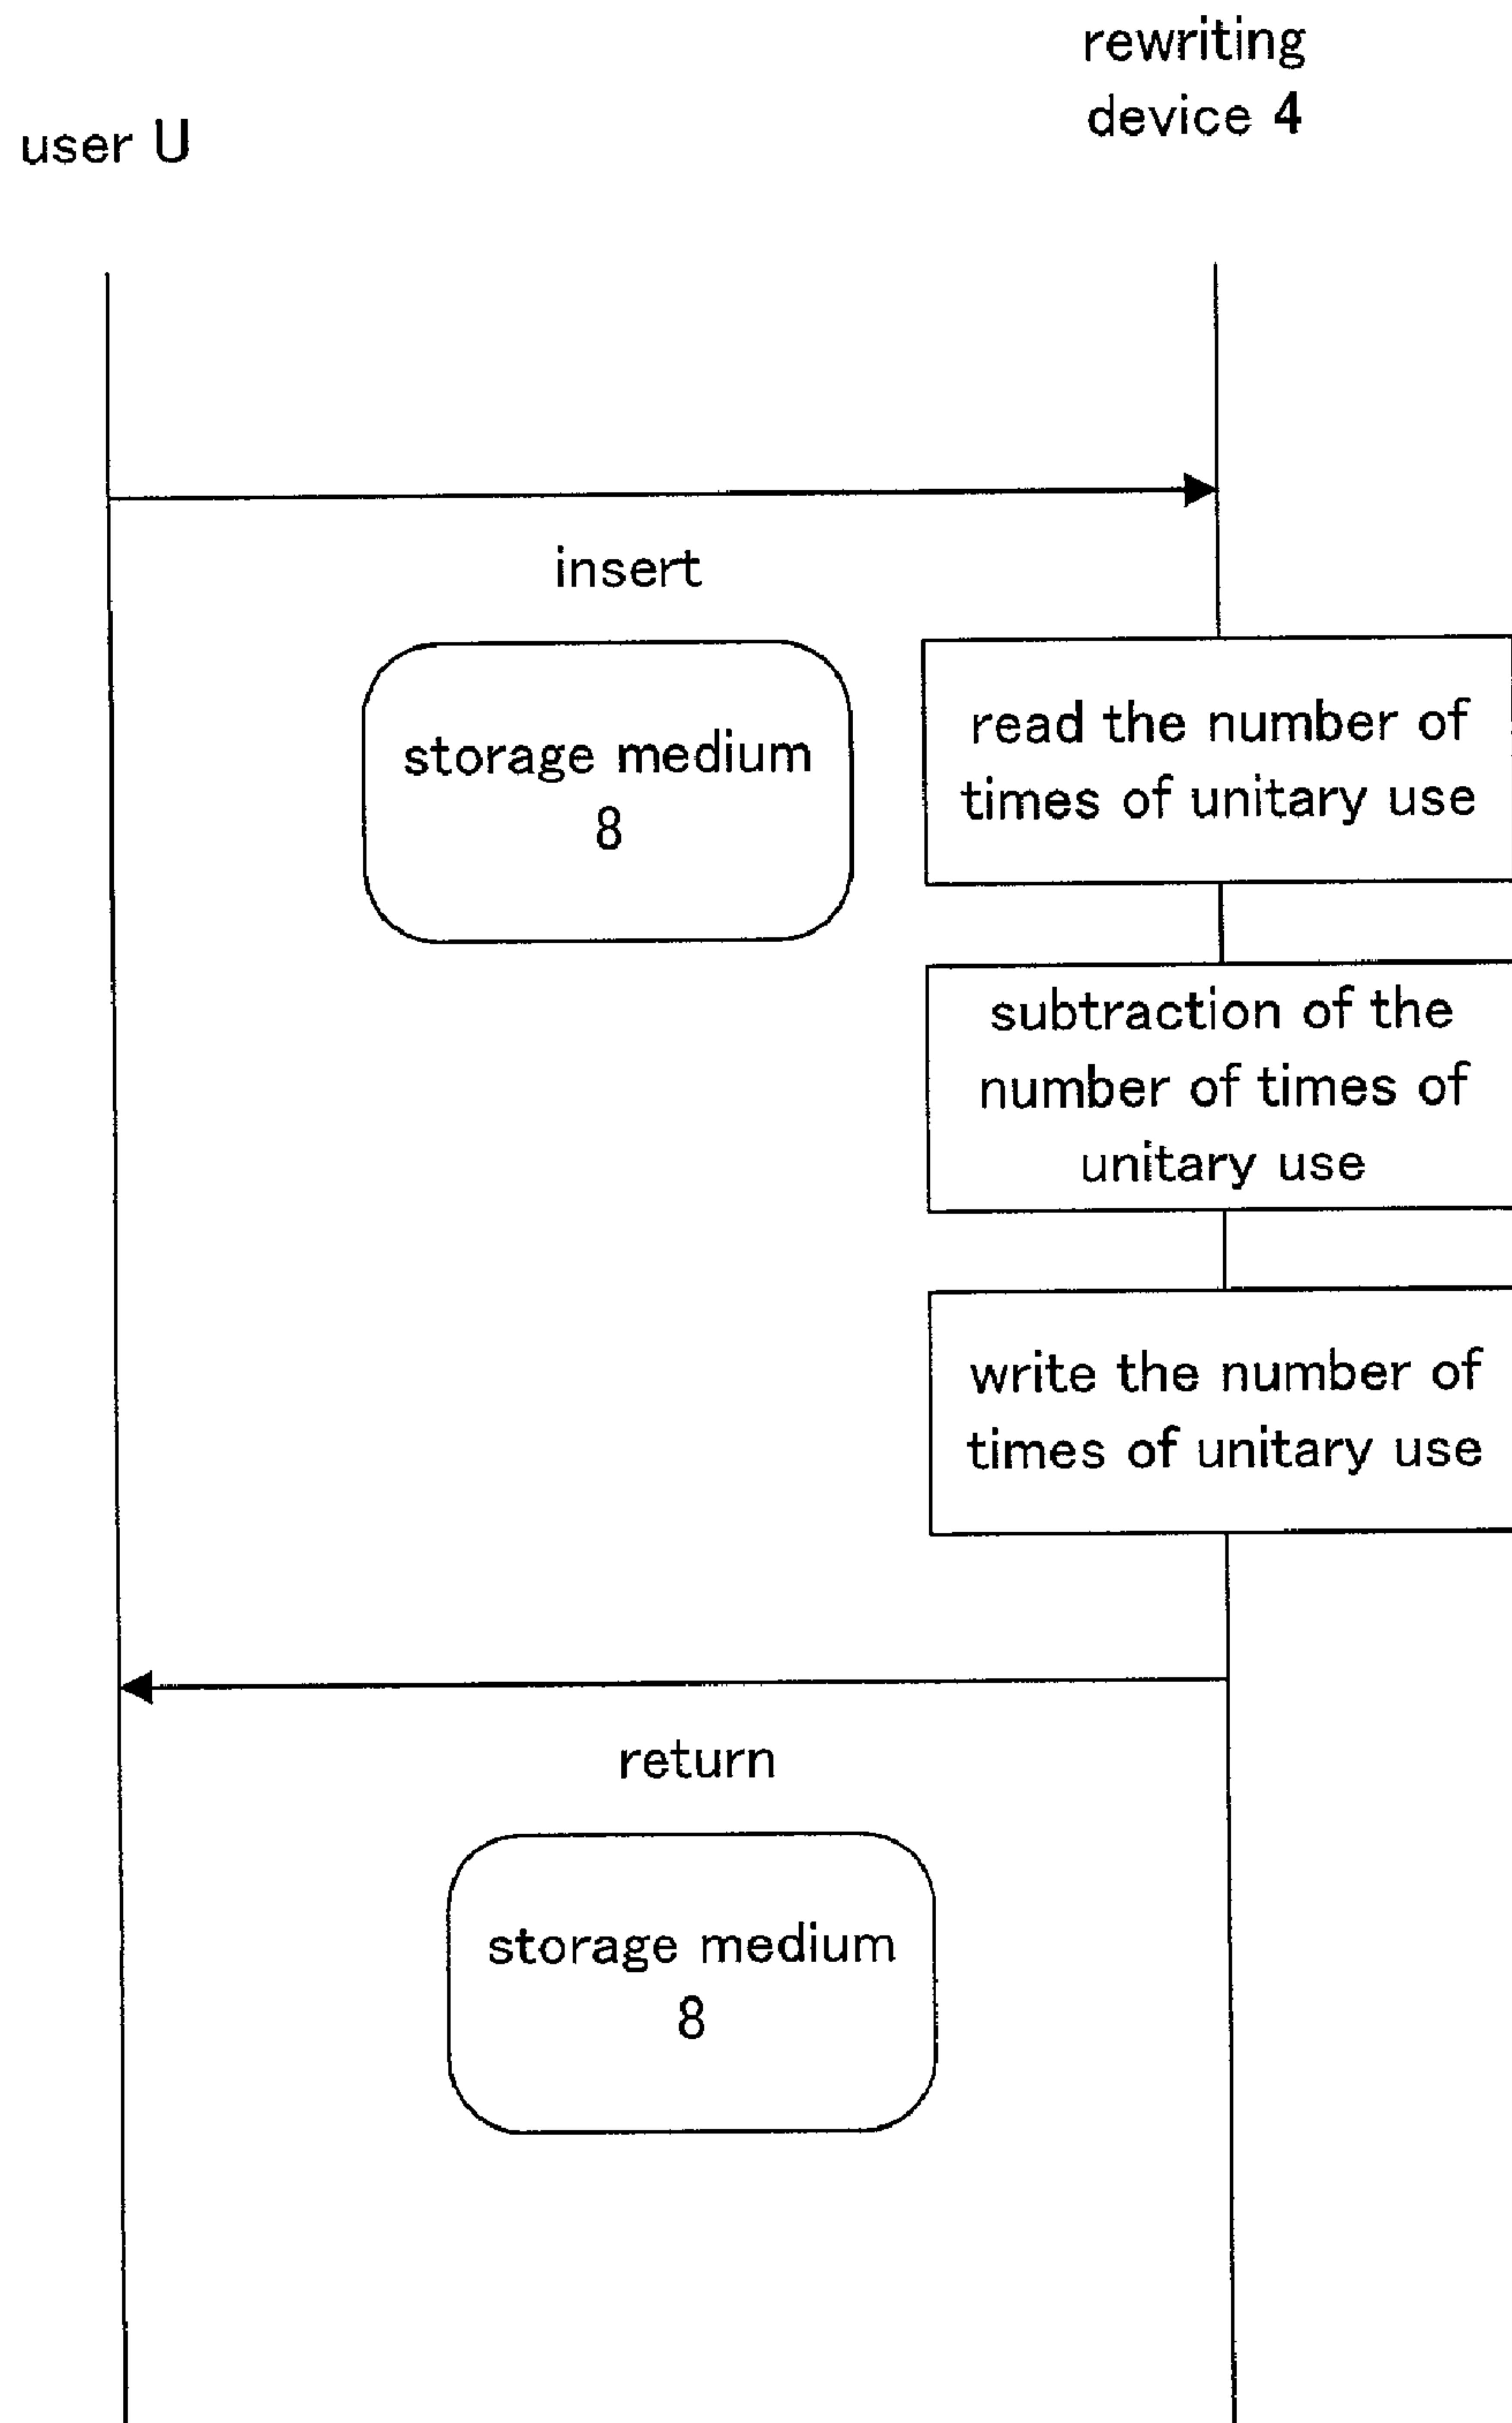 rewriting
device 4
user U
insert
storage medium
8
read the number of
times of unitary use
subtraction of the
number of times of
unitary use
write the number of
times of unitary use
return
storage medium
8